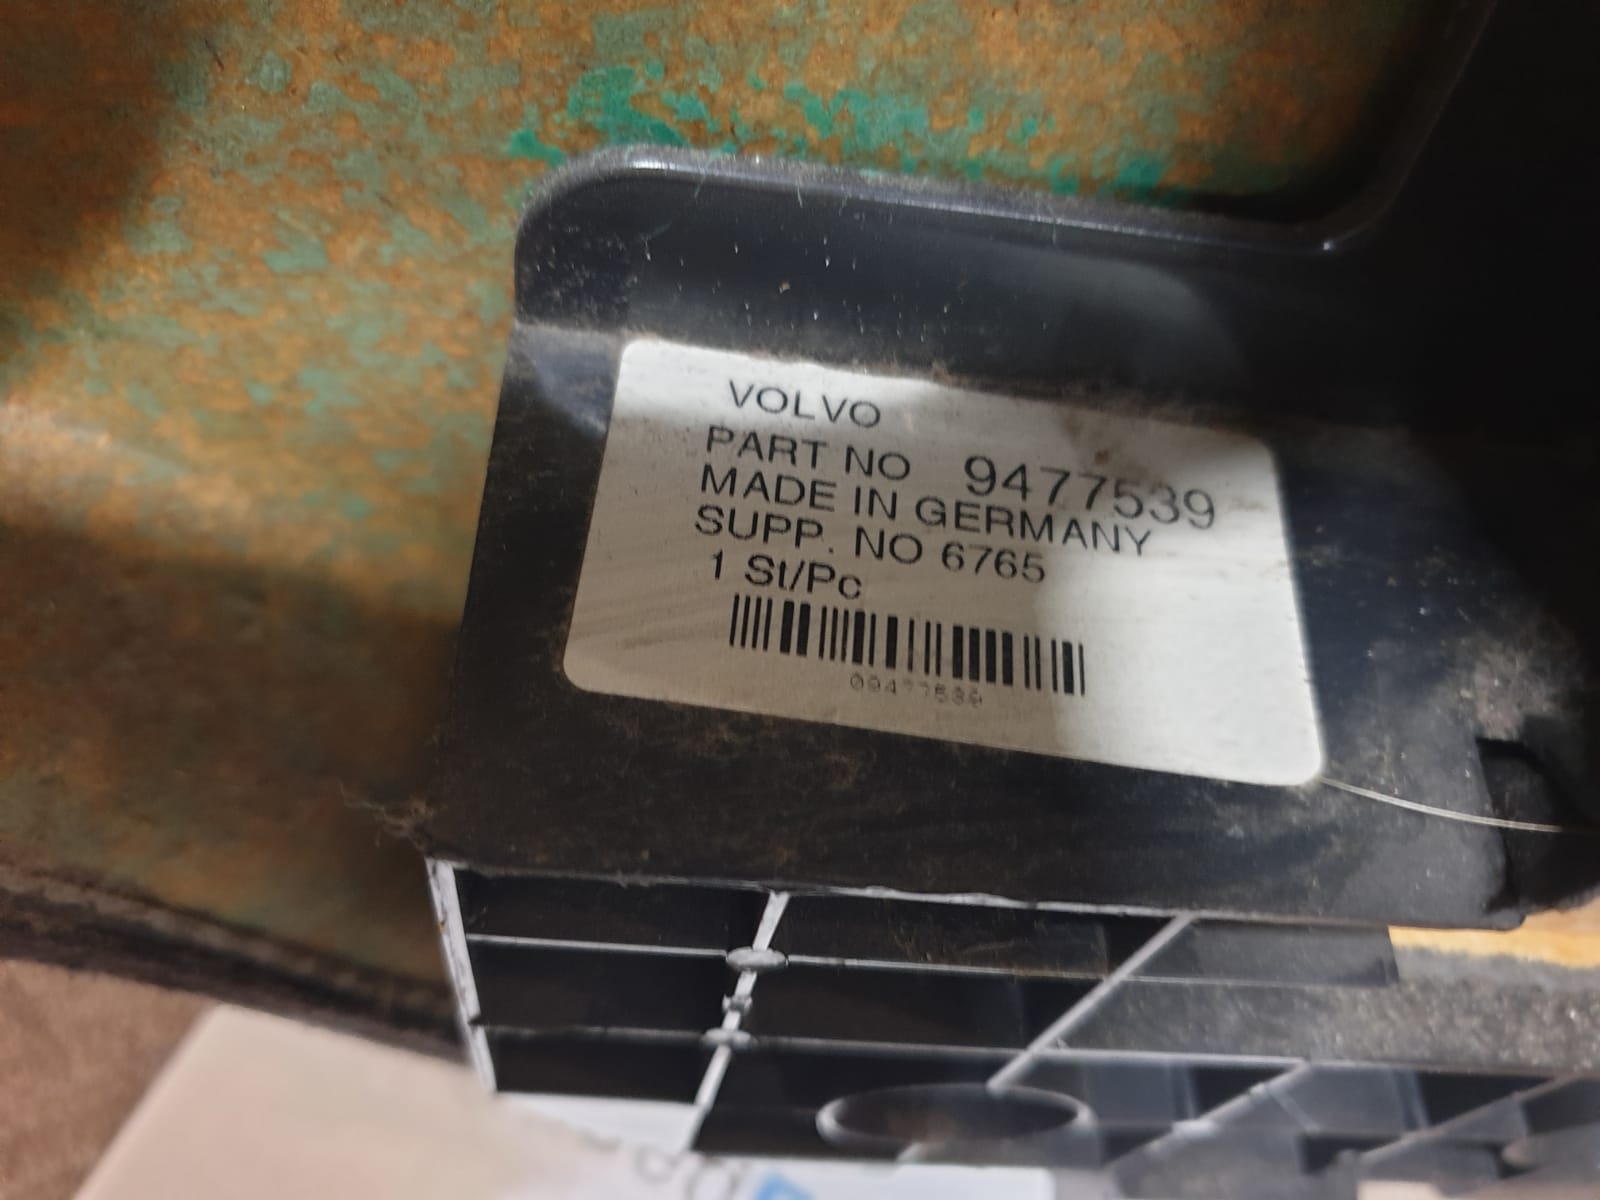 VOLVO
PART NO 9477539
MADE IN GERMANY
SUPP. NO 6765
1 St/Pc
09477539